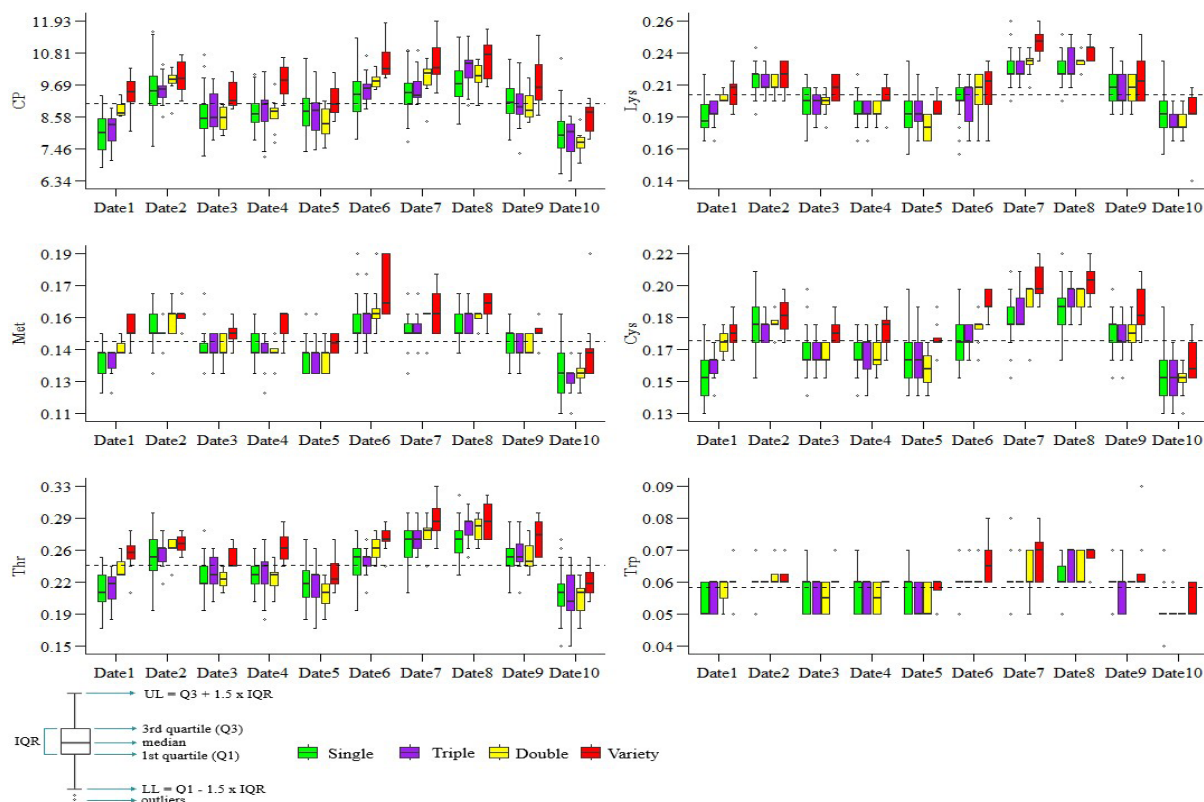 CP
11.93
10.81
9.69
8.58
7.46
6.34
Date1 Date2 Date3 Date4 Date5 Date6 Date7 Date8 Date9 Date10
Lys
0.26
0.24
0.21
0.19
0.16
0.14
Date1 Date2 Date3 Date4 Date5 Date6 Date7 Date8 Date9 Date10
Met
0.19
0.17
0.16
0.14
0.13
0.11
Date1 Date2 Date3 Date4 Date5 Date6 Date7 Date8 Date9 Date10
Cys
0.22
0.20
0.18
0.17
0.15
0.13
Date1 Date2 Date3 Date4 Date5 Date6 Date7 Date8 Date9 Date10
Thr
0.33
0.29
0.26
0.22
0.19
0.15
Date1 Date2 Date3 Date4 Date5 Date6 Date7 Date8 Date9 Date10
Trp
0.09
0.08
0.07
0.06
0.05
0.04
Date1 Date2 Date3 Date4 Date5 Date6 Date7 Date8 Date9 Date10
UL = Q3 + 1.5 x IQR
IQR
3rd quartile (Q3)
median
1st quartile (Q1)
LL = Q1 - 1.5 x IQR
outliers
Single Triple Double Variety